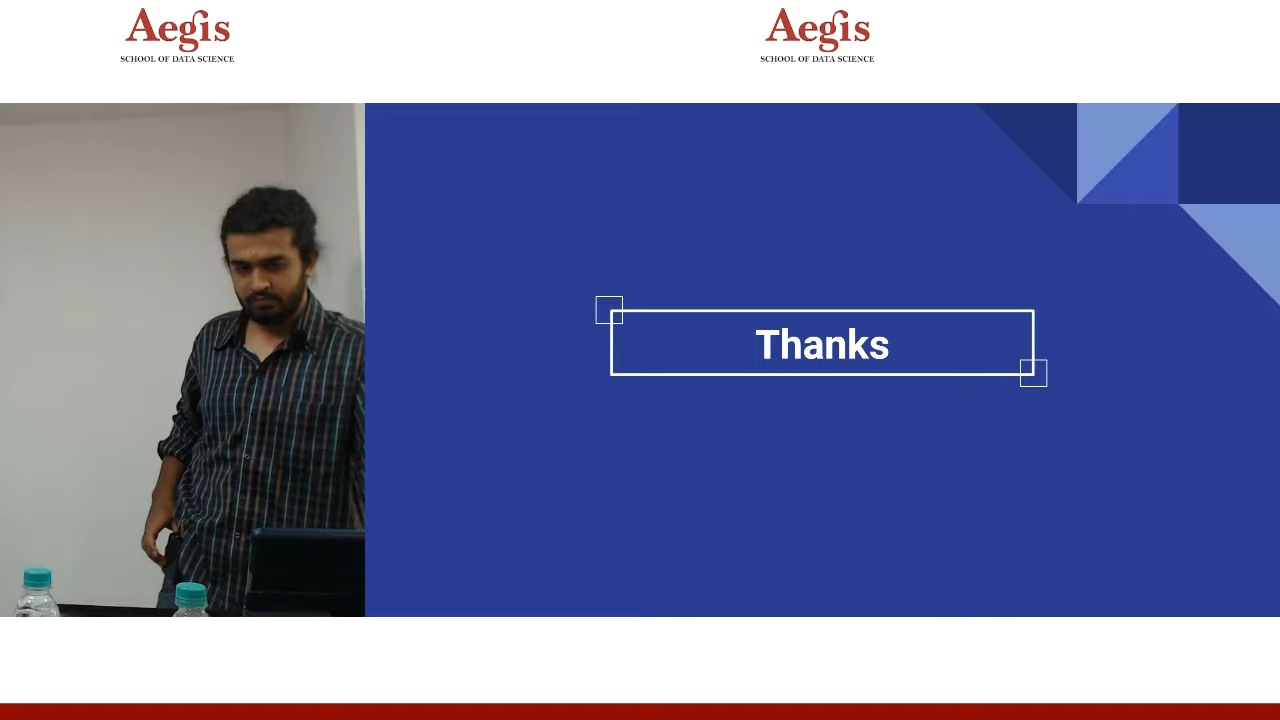 Aegis
SCHOOL OF DATA SCIENCE
Aegis
SCHOOL OF DATA SCIENCE
Thanks